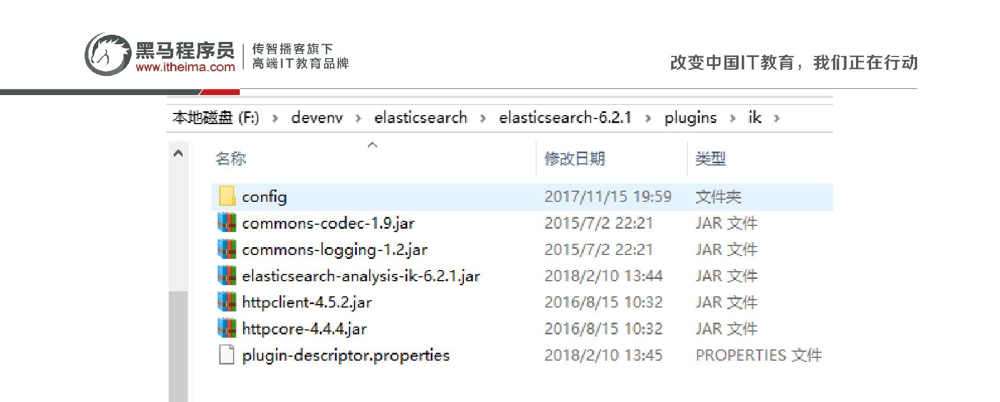 黑马程序员 传智播客旗下
www.itheima.com 高端IT教育品牌
改变中国IT教育，我们正在行动
本地磁盘 (F:) › devenv › elasticsearch › elasticsearch-6.2.1 › plugins › ik ›
名称 修改日期 类型
config 2017/11/15 19:59 文件夹
commons-codec-1.9.jar 2015/7/2 22:21 JAR 文件
commons-logging-1.2.jar 2015/7/2 22:21 JAR 文件
elasticsearch-analysis-ik-6.2.1.jar 2018/2/10 13:44 JAR 文件
httpclient-4.5.2.jar 2016/8/15 10:32 JAR 文件
httpcore-4.4.4.jar 2016/8/15 10:32 JAR 文件
plugin-descriptor.properties 2018/2/10 13:45 PROPERTIES 文件